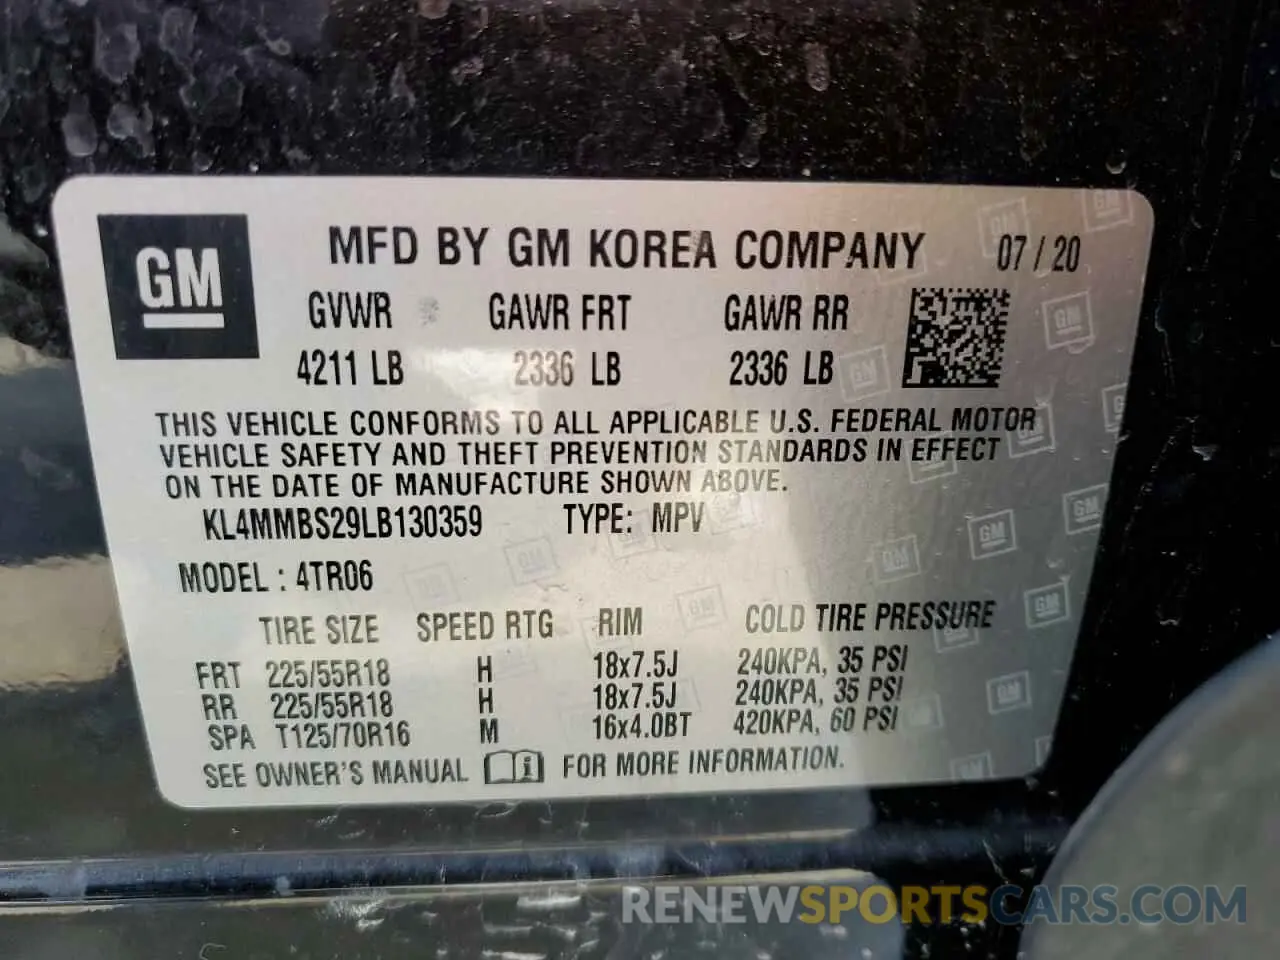 GM
MFD BY GM KOREA COMPANY 07 / 20
GVWR GAWR FRT GAWR RR
4211 LB 2336 LB 2336 LB
THIS VEHICLE CONFORMS TO ALL APPLICABLE U.S. FEDERAL MOTOR
VEHICLE SAFETY AND THEFT PREVENTION STANDARDS IN EFFECT
ON THE DATE OF MANUFACTURE SHOWN ABOVE.
KL4MMBS29LB130359 TYPE: MPV
MODEL : 4TR06
TIRE SIZE SPEED RTG RIM COLD TIRE PRESSURE
FRT 225/55R18 H 18x7.5J 240KPA, 35 PSI
RR 225/55R18 H 18x7.5J 240KPA, 35 PSI
SPA T125/70R16 M 16x4.0BT 420KPA, 60 PSI
SEE OWNER'S MANUAL i FOR MORE INFORMATION.
RENEWSPORTSCARS.COM